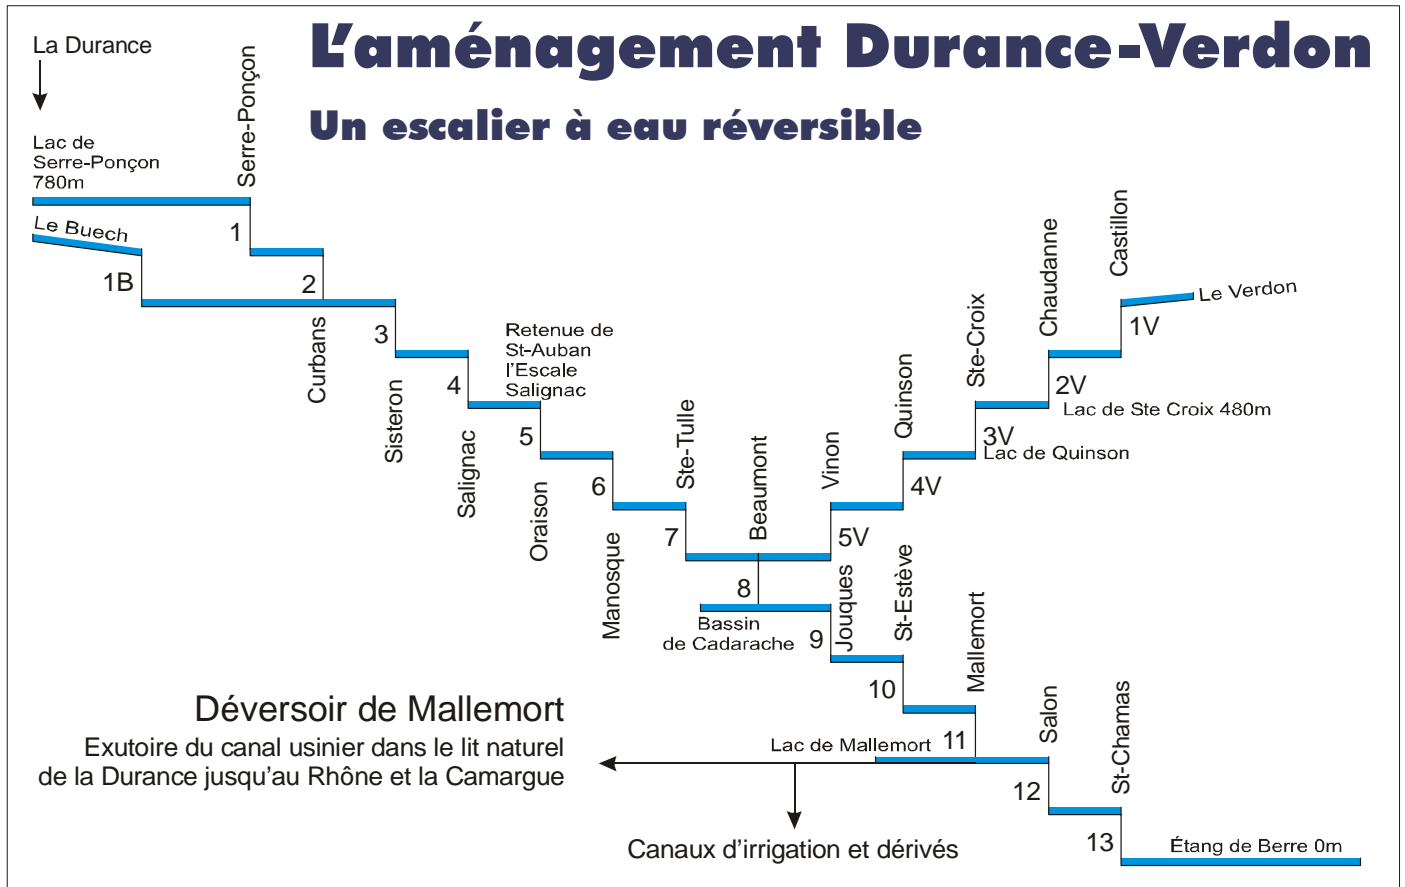 L'aménagement Durance-Verdon
Un escalier à eau réversible
La Durance
Lac de
Serre-Ponçon
780m
Serre-Ponçon
Le Buech
1
1B
2
Curbans
3
Sisteron
4
Salignac
Retenue de
St-Auban
l'Escale
Salignac
5
Oraison
6
Manosque
Ste-Tulle
7
Beaumont
8
Vinon
5V
Quinson
4V
Ste-Croix
3V
Lac de Quinson
Chaudanne
2V
Lac de Ste Croix 480m
Castillon
1V
Le Verdon
Bassin
de Cadarache
9
Jouques
St-Estève
10
Mallemort
11
Lac de Mallemort
Salon
12
St-Chamas
13
Étang de Berre 0m
Déversoir de Mallemort
Exutoire du canal usinier dans le lit naturel
de la Durance jusqu'au Rhône et la Camargue
Canaux d'irrigation et dérivés